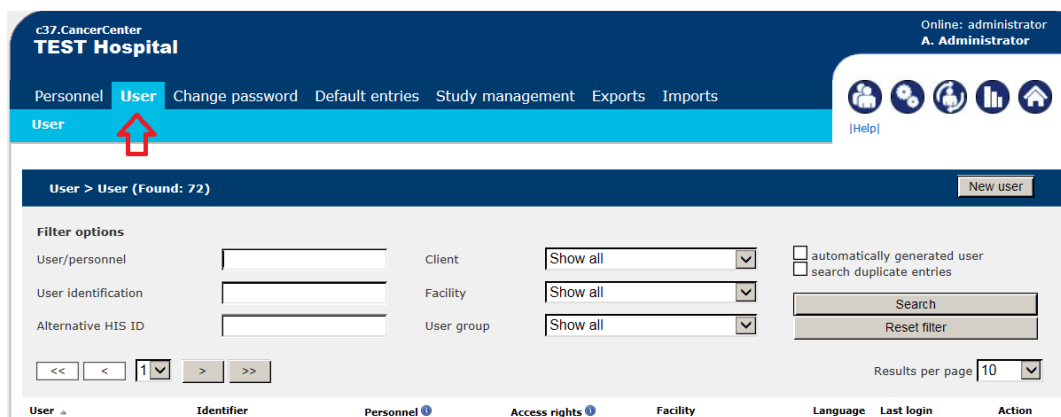 c37.CancerCenter
TEST Hospital
Online: administrator
A. Administrator
Personnel User Change password Default entries Study management Exports Imports
User
|Help|
User > User (Found: 72)
New user
Filter options
User/personnel Client Show all automatically generated user
search duplicate entries
User identification Facility Show all Search
Alternative HIS ID User group Show all Reset filter
<< < 1 > >> Results per page 10
User Identifier Personnel Access rights Facility Language Last login Action